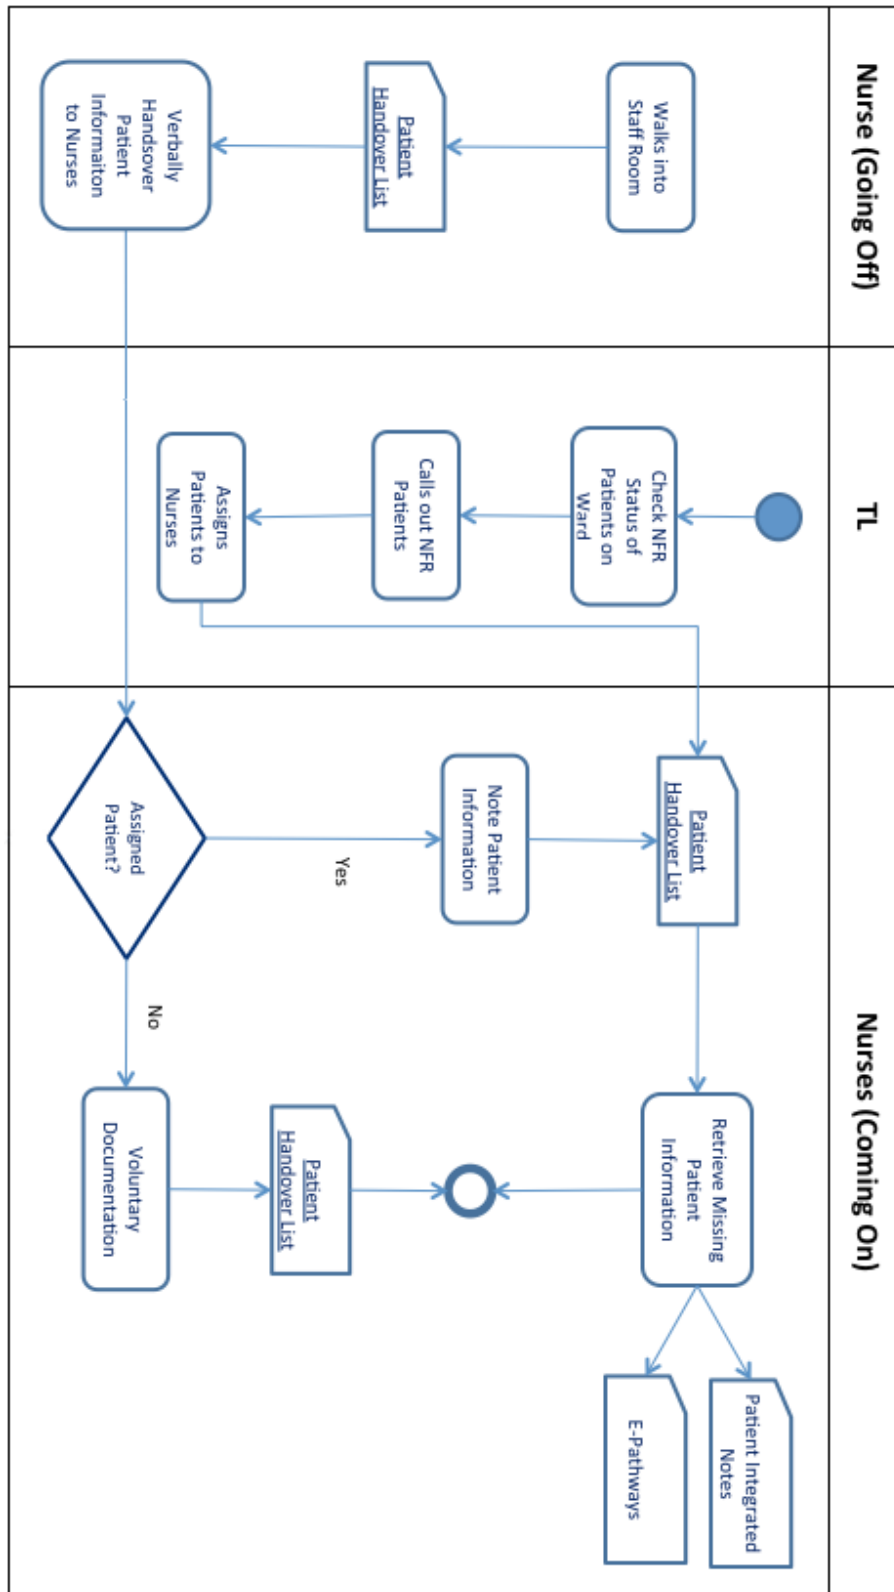 Nurse (Going Off)
Walks into
Staff Room
Patient
Handover List
Verbally
Handsover
Patient
Informaiton
to Nurses
TL
Check NFR
Status of
Patients on
Ward
Calls out NFR
Patients
Assigns
Patients to
Nurses
Nurses (Coming On)
Patient
Handover List
Note Patient
Information
Yes
Assigned
Patient?
No
Retrieve Missing
Patient
Information
Patient
Handover List
Voluntary
Documentation
Patient Integrated
Notes
E-Pathways